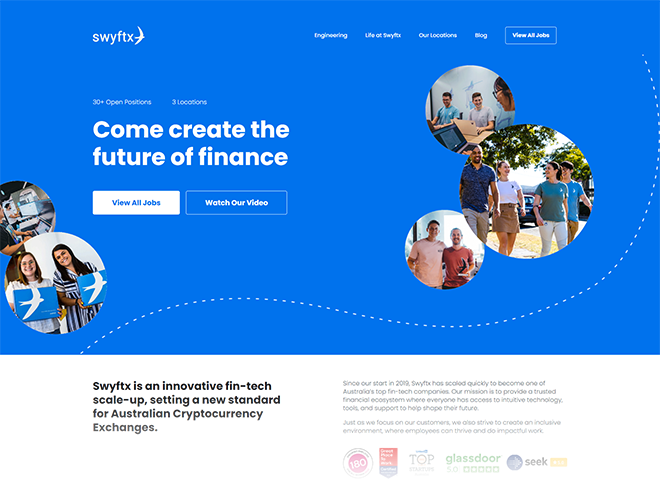 swyftx
Engineering
Life at Swyftx
Our Locations
Blog
View All Jobs
30+ Open Positions
3 Locations
Come create the
future of finance
View All Jobs
Watch Our Video
Swyftx is an innovative fin-tech
scale-up, setting a new standard
for Australian Cryptocurrency
Exchanges.
Since our start in 2019, Swyftx has scaled quickly to become one of
Australia's top fin-tech companies. Our mission is to provide a trusted
financial ecosystem where everyone has access to intuitive technology,
tools, and support to help shape their future.
Just as we focus on our customers, we also strive to create an inclusive
environment, where employees can thrive and do impactful work.
180
Great
Place
To
Work
TOP
glassdoor
5.0
seek